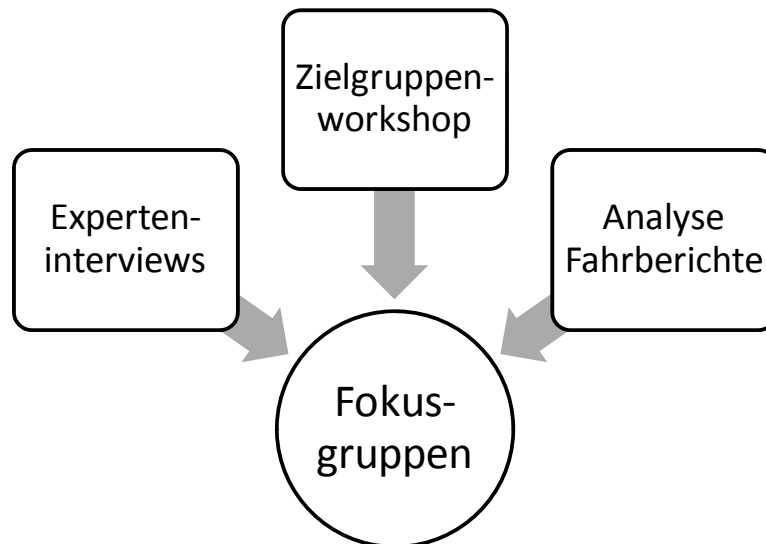 Zielgruppen-
workshop
Experten-
interviews
Analyse
Fahrberichte
Fokus-
gruppen